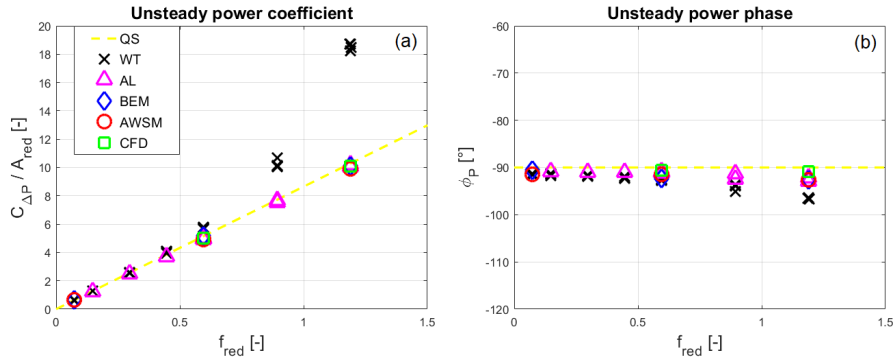 Unsteady power coefficient
(a)
QS
WT
AL
BEM
AWSM
CFD
20
18
16
14
12
10
8
6
4
2
0
C_ΔP / A_red [-]
0 0.5 1 1.5
f_red [-]
Unsteady power phase
(b)
-60
-70
-80
-90
-100
-110
-120
ϕ_P [°]
0 0.5 1 1.5
f_red [-]